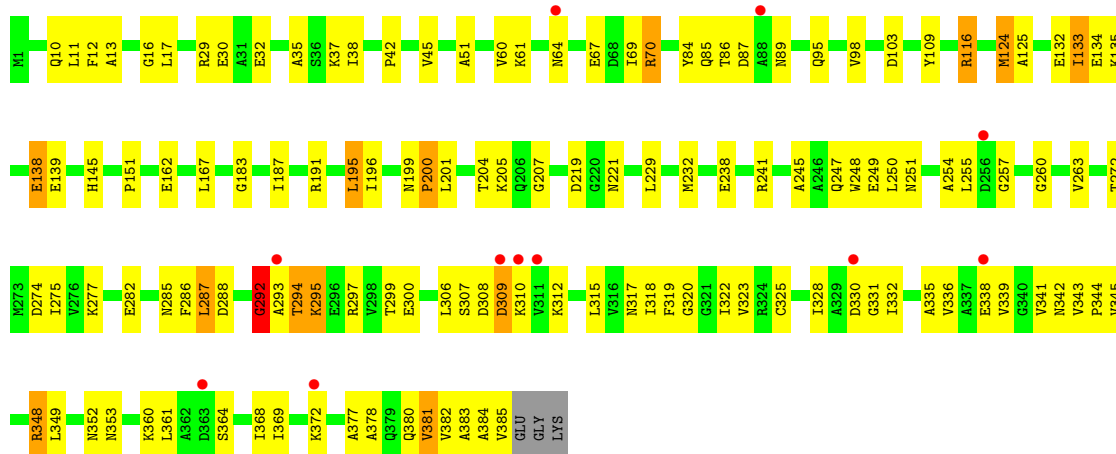 M1 Q10 L11 F12 A13 G16 L17 R29 E30 A31 E32 A35 S36 K37 I38 P42 V45 A51 V60 K61 N64 E67 D68 I69 R70 Y84 Q85 T86 D87 A88 N89 Q95 V98 D103 Y109 R116 M124 A125 E132 I133 E134 K135
E138 E139 H145 P151 E162 L167 G183 I187 R191 L195 I196 N199 P200 L201 T204 K205 Q206 G207 D219 G220 N221 L229 M232 E238 R241 A245 A246 Q247 W248 E249 L250 N251 A254 L255 D256 G257 G260 V263 T272
M273 D274 I275 V276 K277 E282 N285 F286 L287 D288 G292 A293 T294 K295 E296 R297 V298 T299 E300 L306 S307 D308 D309 K310 V311 K312 L315 V316 N317 I318 F319 G320 G321 I322 V323 R324 C325 I328 A329 D330 G331 I332 A335 V336 A337 E338 V339 G340 V341 N342 V343 P344 V345
R348 L349 N352 N353 K360 L361 A362 D363 S364 I368 I369 K372 A377 A378 Q379 Q380 V381 V382 A383 A384 V385 GLU GLY LYS